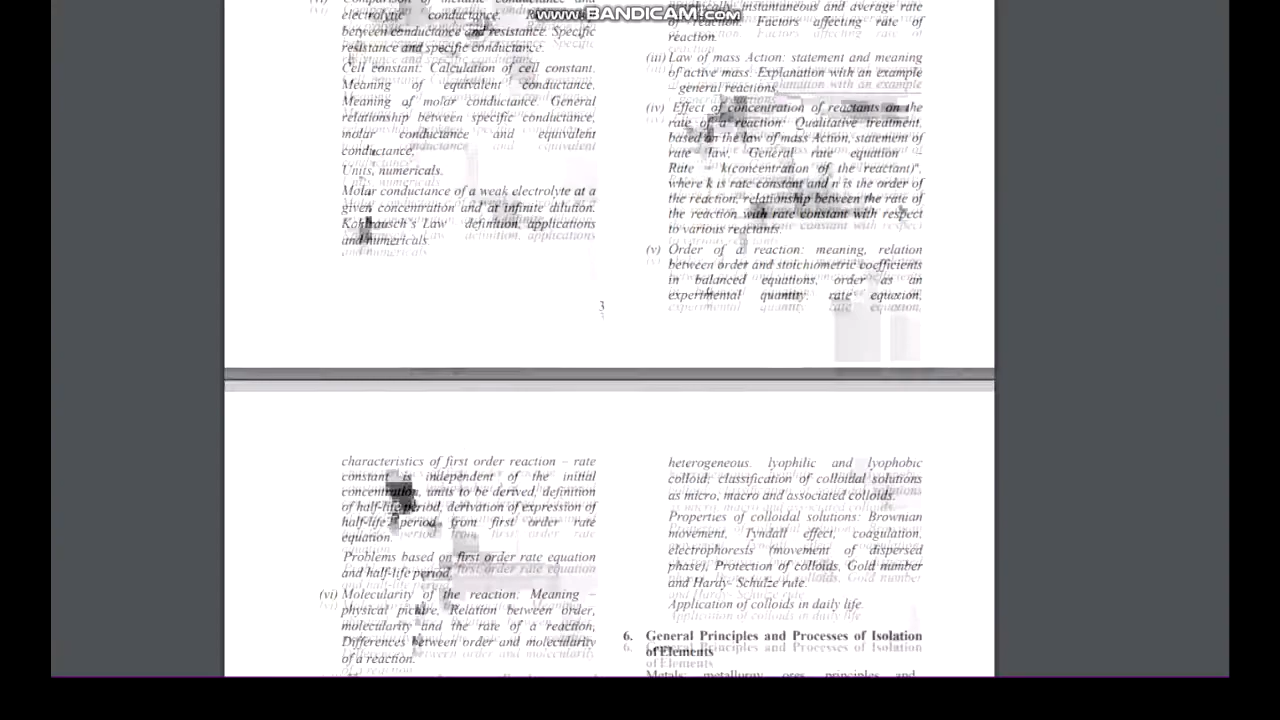 www.BANDICAM.com
electrolytic conductance.
between conductance and resistance. Specific
resistance and specific conductance.
Cell constant: Calculation of cell constant.
Meaning of equivalent conductance.
Meaning of molar conductance. General
relationship between specific conductance,
molar conductance and equivalent
conductance,
Units, numericals.
Molar conductance of a weak electrolyte at a
given concentration and at infinite dilution.
Kohlrausch's Law definition, applications
and numericals.
3
graphically, instantaneous and average rate
of reaction. Factors affecting rate of
reaction.
(iii) Law of mass Action: statement and meaning
of active mass. Explanation with an example
– general reactions.
(iv) Effect of concentration of reactants on the
rate of a reaction Qualitative treatment,
based on the law of mass Action, statement of
rate law, General rate equation
Rate = k(concentration of the reactant)ⁿ,
where k is rate constant and n is the order of
the reaction, relationship between the rate of
the reaction with rate constant with respect
to various reactants.
(v) Order of a reaction: meaning, relation
between order and stoichiometric coefficients
in balanced equations, order as an
experimental quantity, rate equation,
characteristics of first order reaction – rate
constant is independent of the initial
concentration, units to be derived, definition
of half-life period, derivation of expression of
half-life period from first order rate
equation.
Problems based on first order rate equation
and half-life period.
(vi) Molecularity of the reaction: Meaning –
physical picture, Relation between order,
molecularity and the rate of a reaction,
Differences between order and molecularity
of a reaction.
heterogeneous. lyophilic and lyophobic
colloid, classification of colloidal solutions
as micro, macro and associated colloids.
Properties of colloidal solutions: Brownian
movement, Tyndall effect, coagulation,
electrophoresis (movement of dispersed
phase), Protection of colloids, Gold number
and Hardy- Schulze rule.
Application of colloids in daily life.
6. General Principles and Processes of Isolation
of Elements
Metals: metallurgy, ores, principles and